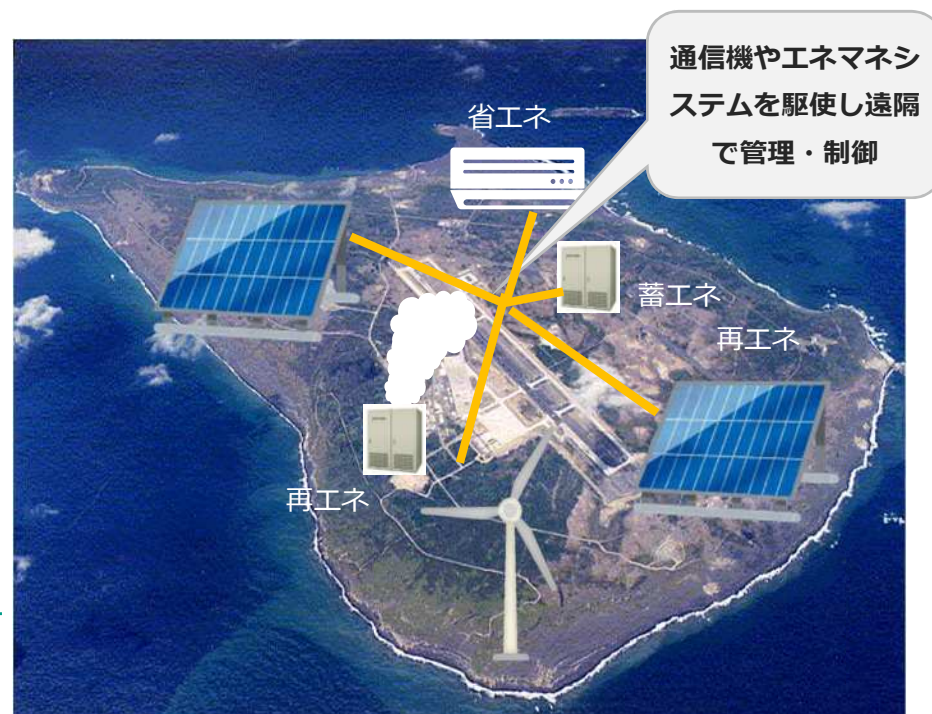 通信機やエネマネシ
ステムを駆使し遠隔
で管理・制御
省エネ
蓄エネ
再エネ
再エネ